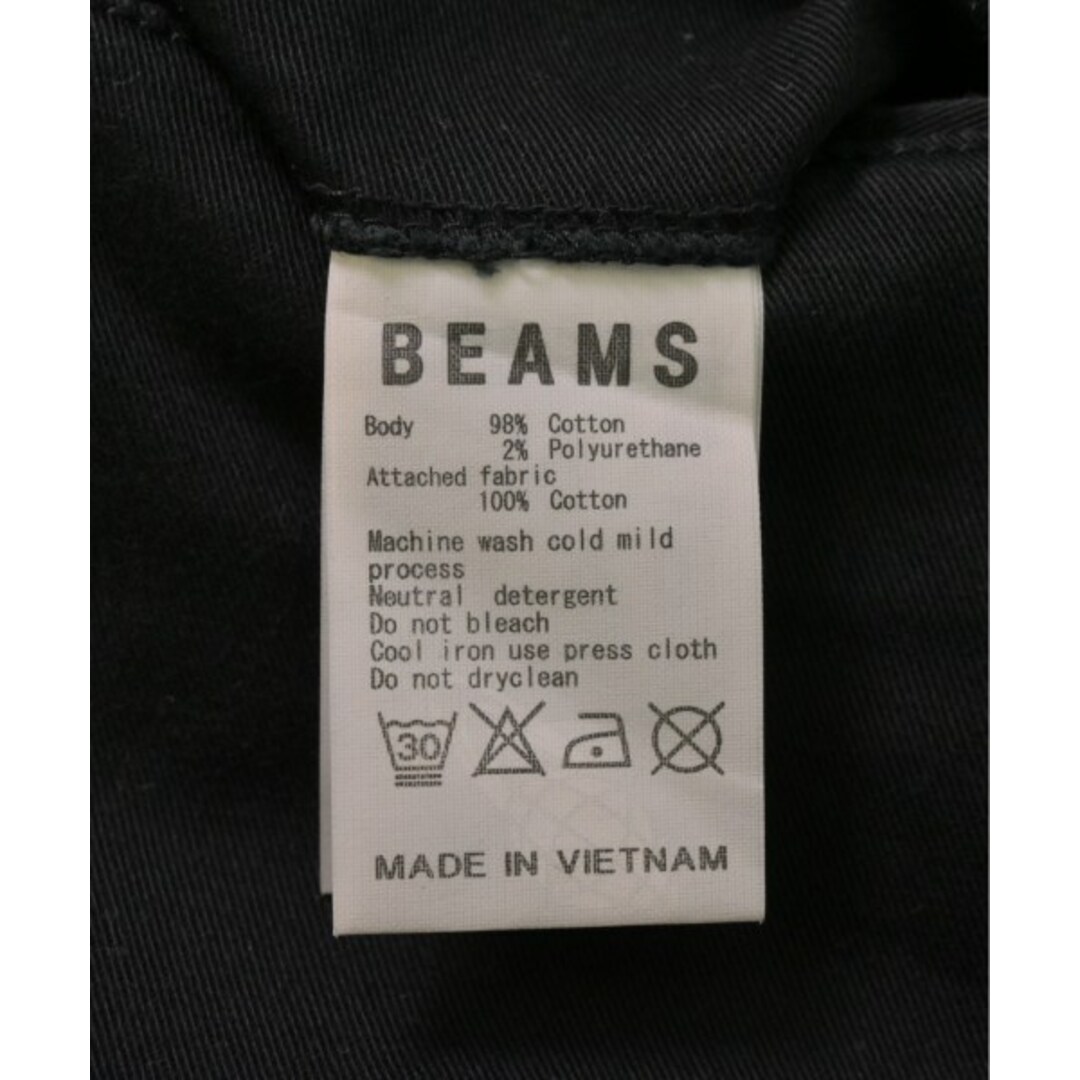 BEAMS
Body 98% Cotton
2% Polyurethane
Attached fabric
100% Cotton
Machine wash cold mild
process
Neutral detergent
Do not bleach
Cool iron use press cloth
Do not dryclean
30
MADE IN VIETNAM